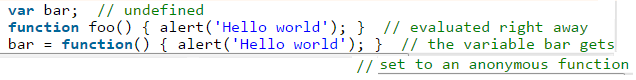 var bar;  // undefined
function foo() { alert('Hello world'); }  // evaluated right away
bar = function() { alert('Hello world'); }  // the variable bar gets
// set to an anonymous function